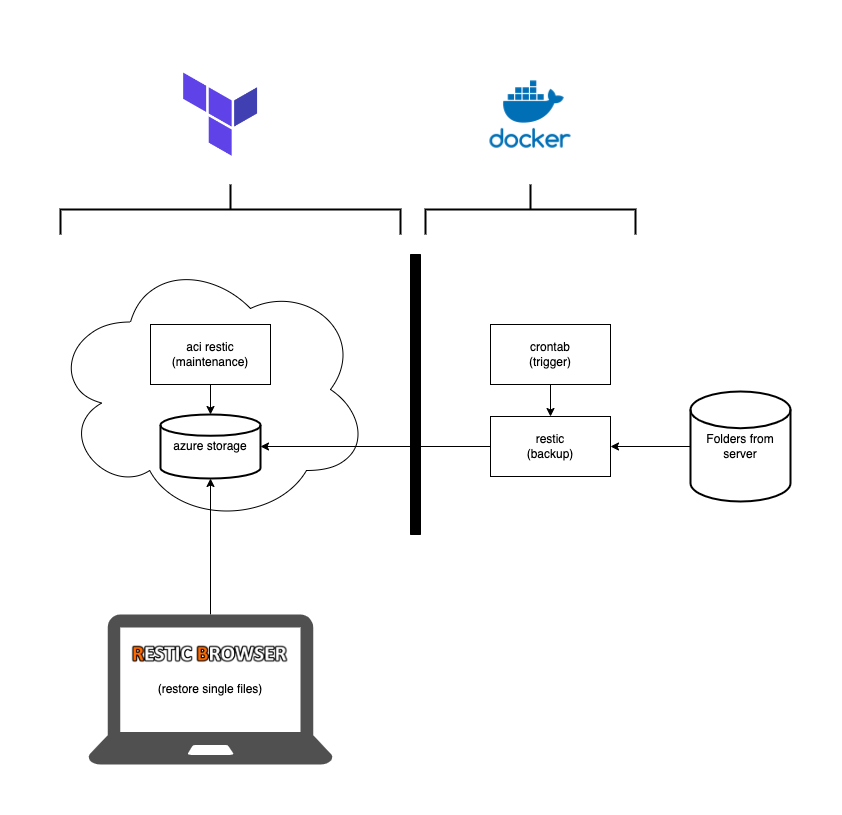 docker
aci restic
(maintenance)
crontab
(trigger)
azure storage
restic
(backup)
Folders from
server
RESTIC BROWSER
(restore single files)